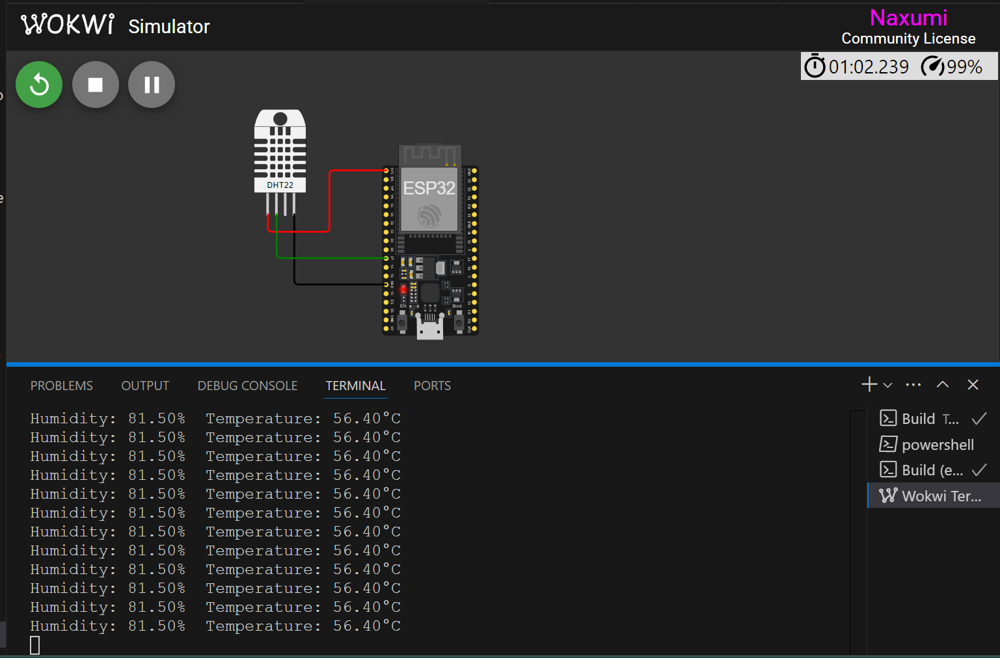 WOKWi Simulator
Naxumi
Community License
01:02.239 99%
DHT22
ESP32
EN
Boot
PROBLEMS OUTPUT DEBUG CONSOLE TERMINAL PORTS
Humidity: 81.50% Temperature: 56.40°C
Humidity: 81.50% Temperature: 56.40°C
Humidity: 81.50% Temperature: 56.40°C
Humidity: 81.50% Temperature: 56.40°C
Humidity: 81.50% Temperature: 56.40°C
Humidity: 81.50% Temperature: 56.40°C
Humidity: 81.50% Temperature: 56.40°C
Humidity: 81.50% Temperature: 56.40°C
Humidity: 81.50% Temperature: 56.40°C
Humidity: 81.50% Temperature: 56.40°C
Humidity: 81.50% Temperature: 56.40°C
Humidity: 81.50% Temperature: 56.40°C
Build T...
powershell
Build (e...
Wokwi Ter...